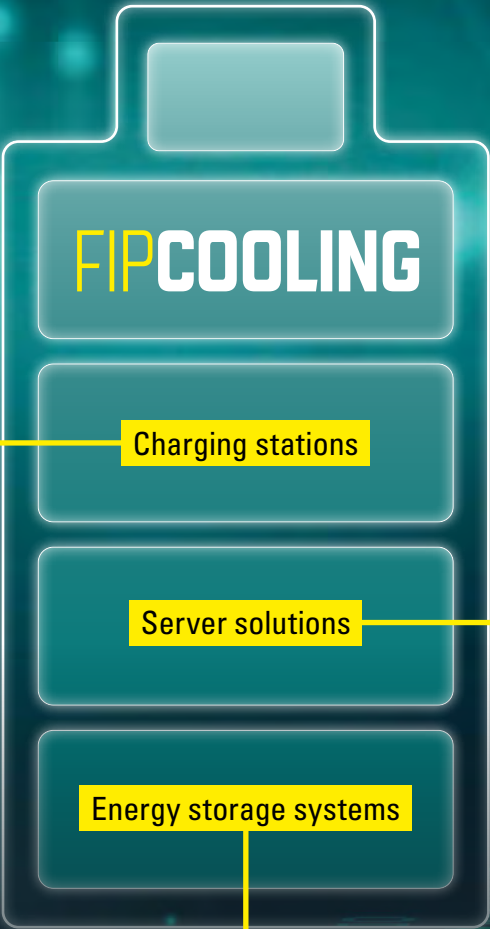 FIPCOOLING
Charging stations
Server solutions
Energy storage systems